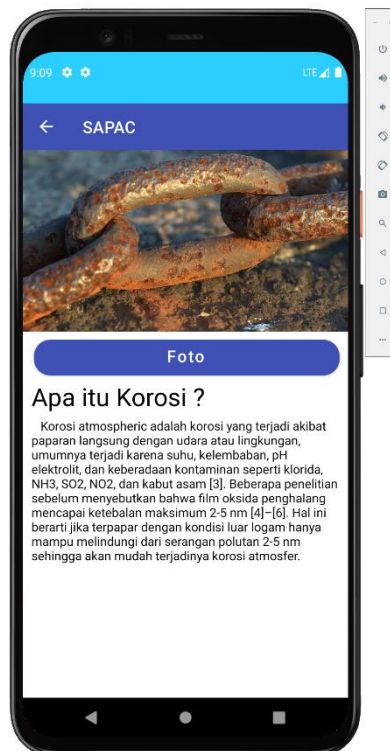 9:09
LTE
SAPAC
Foto
Apa itu Korosi ?
Korosi atmospheric adalah korosi yang terjadi akibat
paparan langsung dengan udara atau lingkungan,
umumnya terjadi karena suhu, kelembaban, pH
elektrolit, dan keberadaan kontaminan seperti klorida,
NH3, SO2, NO2, dan kabut asam [3]. Beberapa penelitian
sebelum menyebutkan bahwa film oksida penghalang
mencapai ketebalan maksimum 2-5 nm [4]–[6]. Hal ini
berarti jika terpapar dengan kondisi luar logam hanya
mampu melindungi dari serangan polutan 2-5 nm
sehingga akan mudah terjadinya korosi atmosfer.